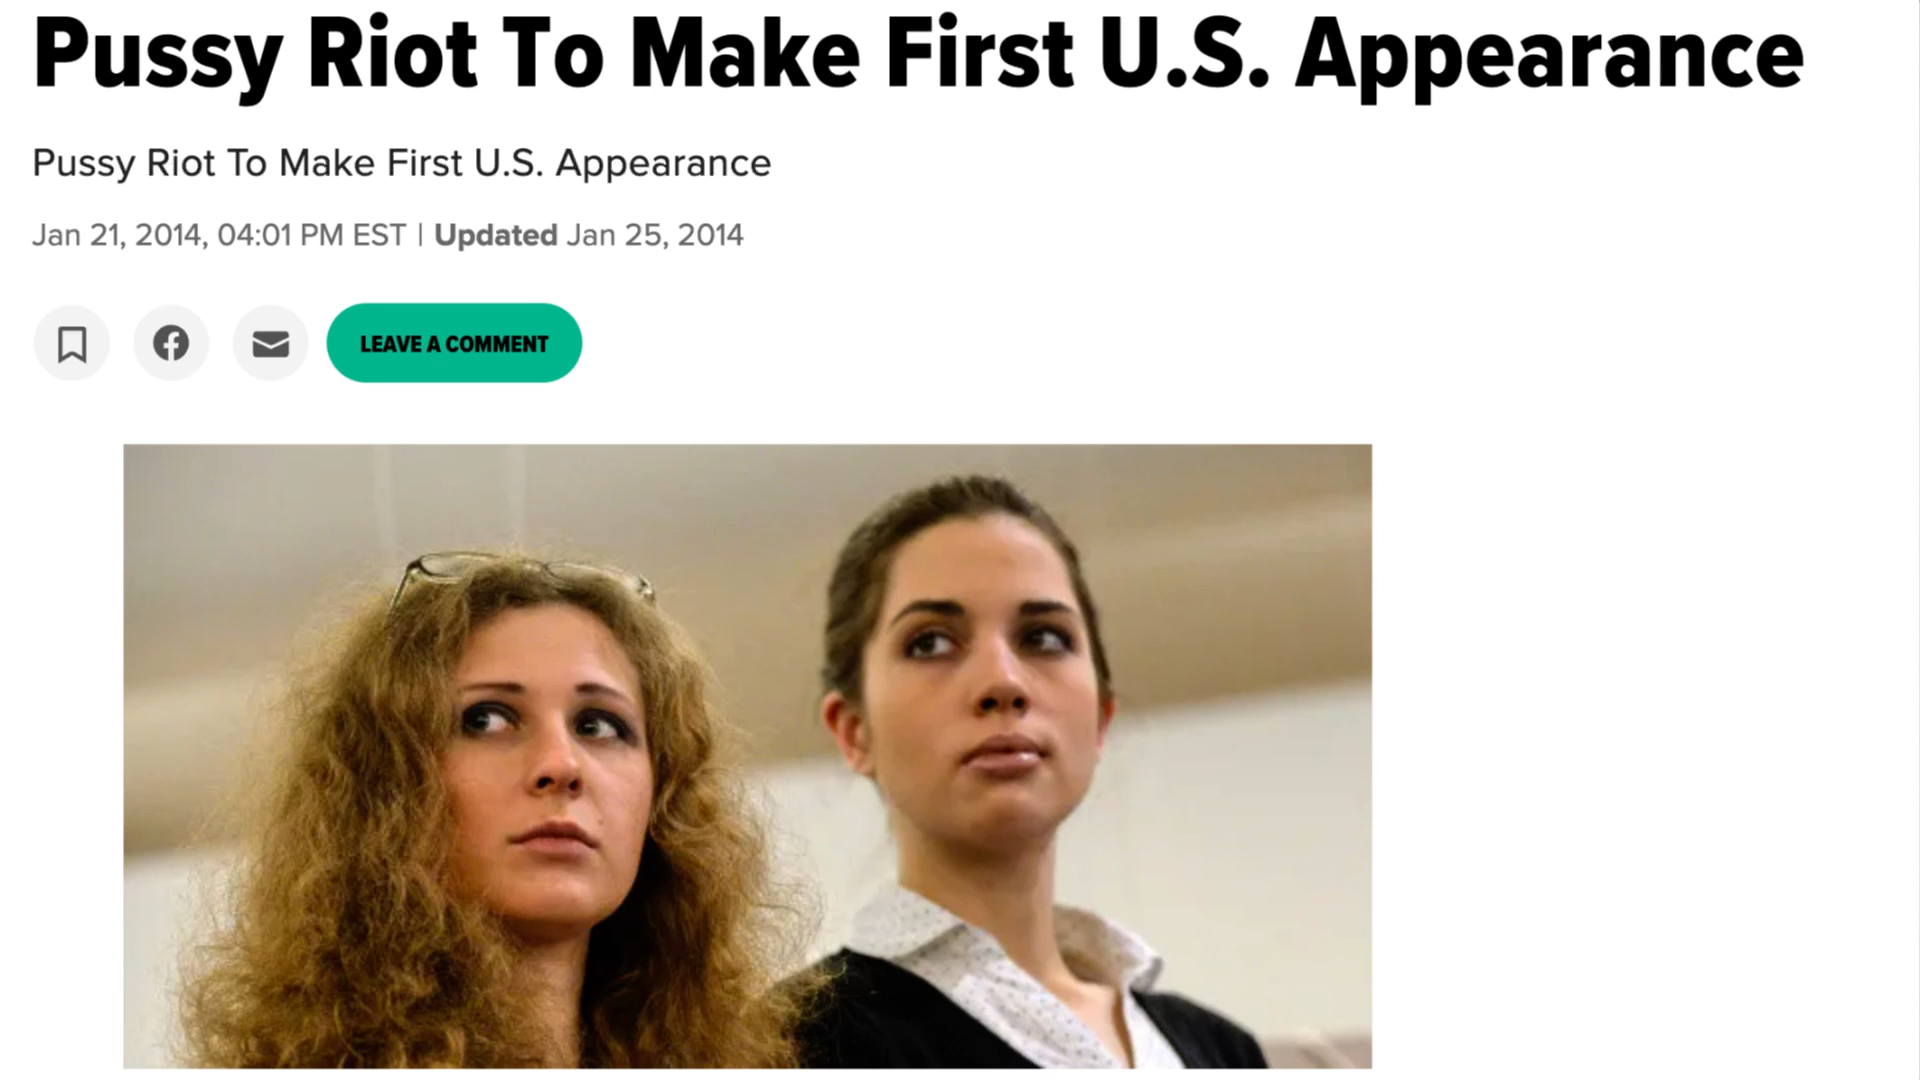 Pussy Riot To Make First U.S. Appearance
Pussy Riot To Make First U.S. Appearance
Jan 21, 2014, 04:01 PM EST | Updated Jan 25, 2014
LEAVE A COMMENT